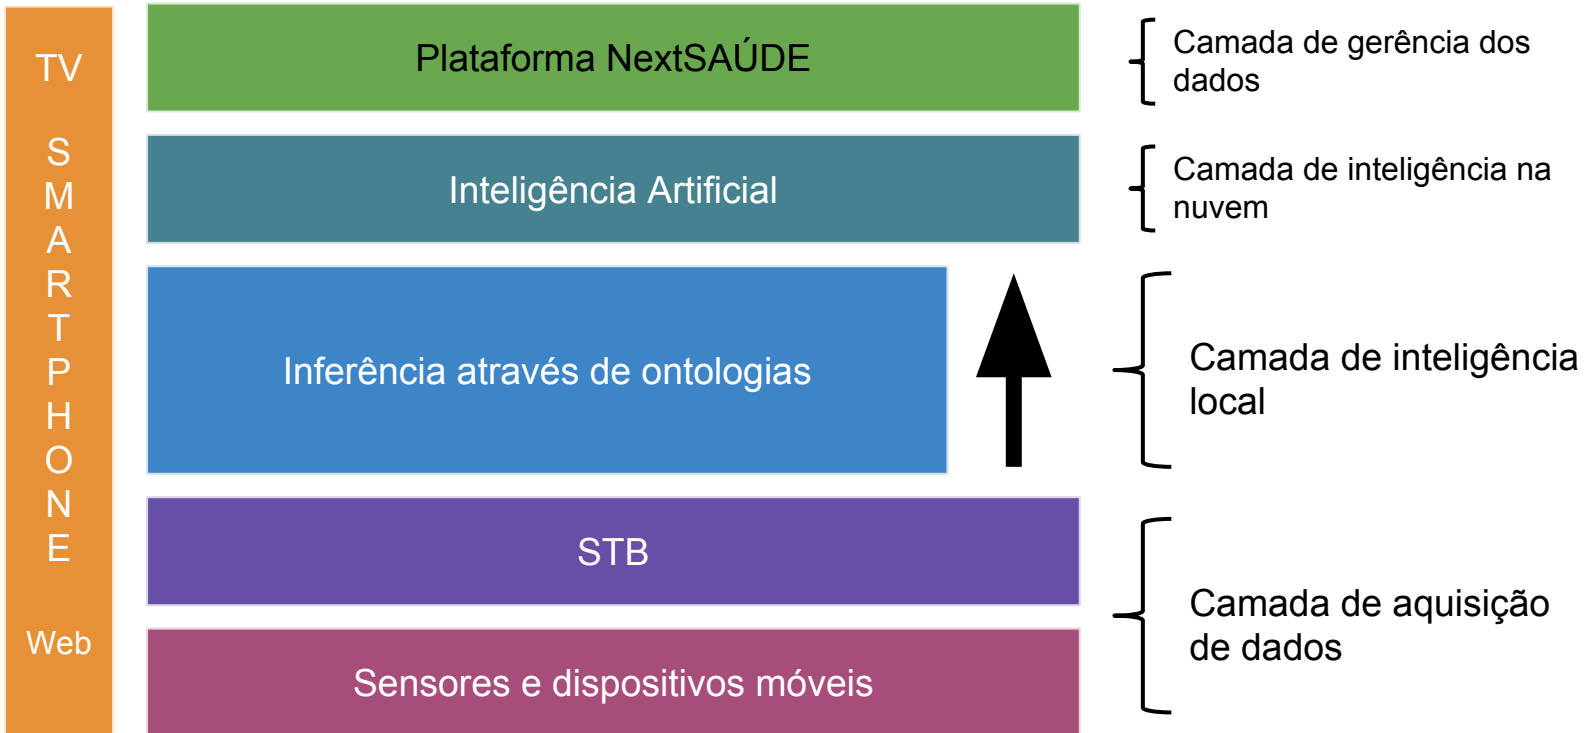 TV
S
M
A
R
T
P
H
O
N
E
Web
Plataforma NextSAÚDE
Inteligência Artificial
Inferência através de ontologias
STB
Sensores e dispositivos móveis
Camada de gerência dos
dados
Camada de inteligência na
nuvem
Camada de inteligência
local
Camada de aquisição
de dados